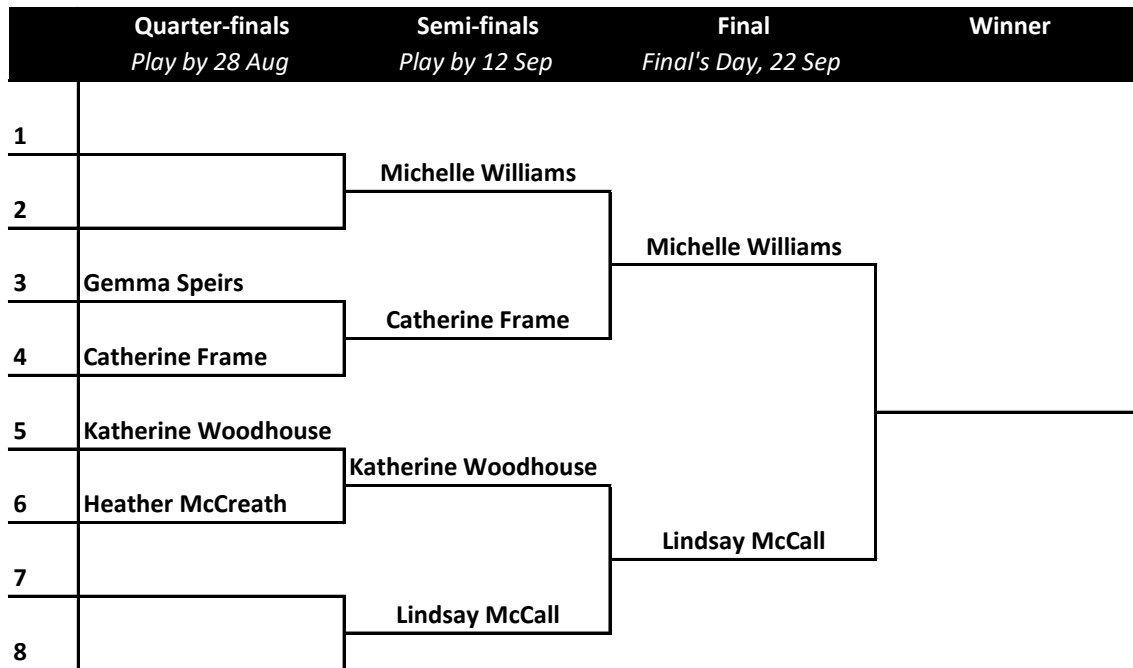 Quarter-finals Semi-finals Final Winner
Play by 28 Aug Play by 12 Sep Final's Day, 22 Sep
1
Michelle Williams
2
Michelle Williams
3 Gemma Speirs
Catherine Frame
4 Catherine Frame
5 Katherine Woodhouse
Katherine Woodhouse
6 Heather McCreath
Lindsay McCall
7
Lindsay McCall
8